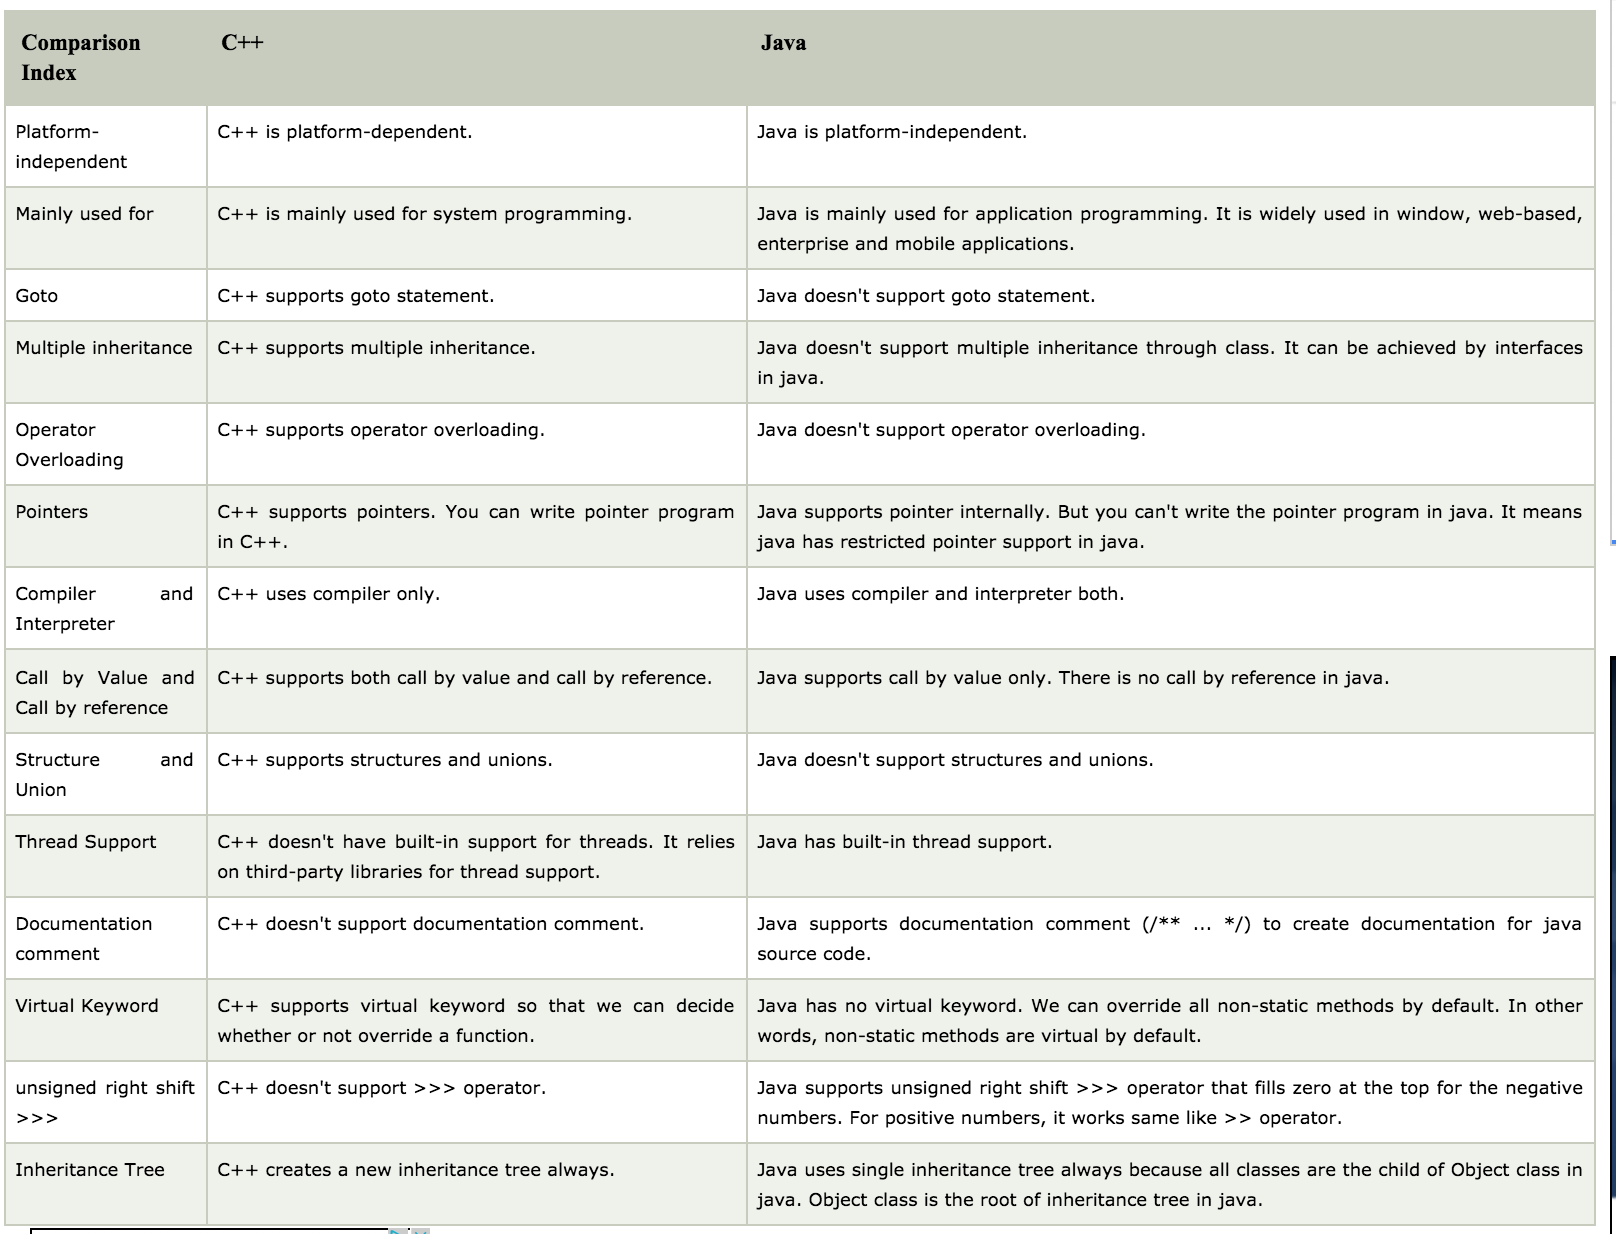 Comparison
Index
C++
Java
Platform-
independent
C++ is platform-dependent.
Java is platform-independent.
Mainly used for
C++ is mainly used for system programming.
Java is mainly used for application programming. It is widely used in window, web-based,
enterprise and mobile applications.
Goto
C++ supports goto statement.
Java doesn't support goto statement.
Multiple inheritance
C++ supports multiple inheritance.
Java doesn't support multiple inheritance through class. It can be achieved by interfaces
in java.
Operator
Overloading
C++ supports operator overloading.
Java doesn't support operator overloading.
Pointers
C++ supports pointers. You can write pointer program
in C++.
Java supports pointer internally. But you can't write the pointer program in java. It means
java has restricted pointer support in java.
Compiler and
Interpreter
C++ uses compiler only.
Java uses compiler and interpreter both.
Call by Value and
Call by reference
C++ supports both call by value and call by reference.
Java supports call by value only. There is no call by reference in java.
Structure and
Union
C++ supports structures and unions.
Java doesn't support structures and unions.
Thread Support
C++ doesn't have built-in support for threads. It relies
on third-party libraries for thread support.
Java has built-in thread support.
Documentation
comment
C++ doesn't support documentation comment.
Java supports documentation comment (/** ... */) to create documentation for java
source code.
Virtual Keyword
C++ supports virtual keyword so that we can decide
whether or not override a function.
Java has no virtual keyword. We can override all non-static methods by default. In other
words, non-static methods are virtual by default.
unsigned right shift
>>>
C++ doesn't support >>> operator.
Java supports unsigned right shift >>> operator that fills zero at the top for the negative
numbers. For positive numbers, it works same like >> operator.
Inheritance Tree
C++ creates a new inheritance tree always.
Java uses single inheritance tree always because all classes are the child of Object class in
java. Object class is the root of inheritance tree in java.